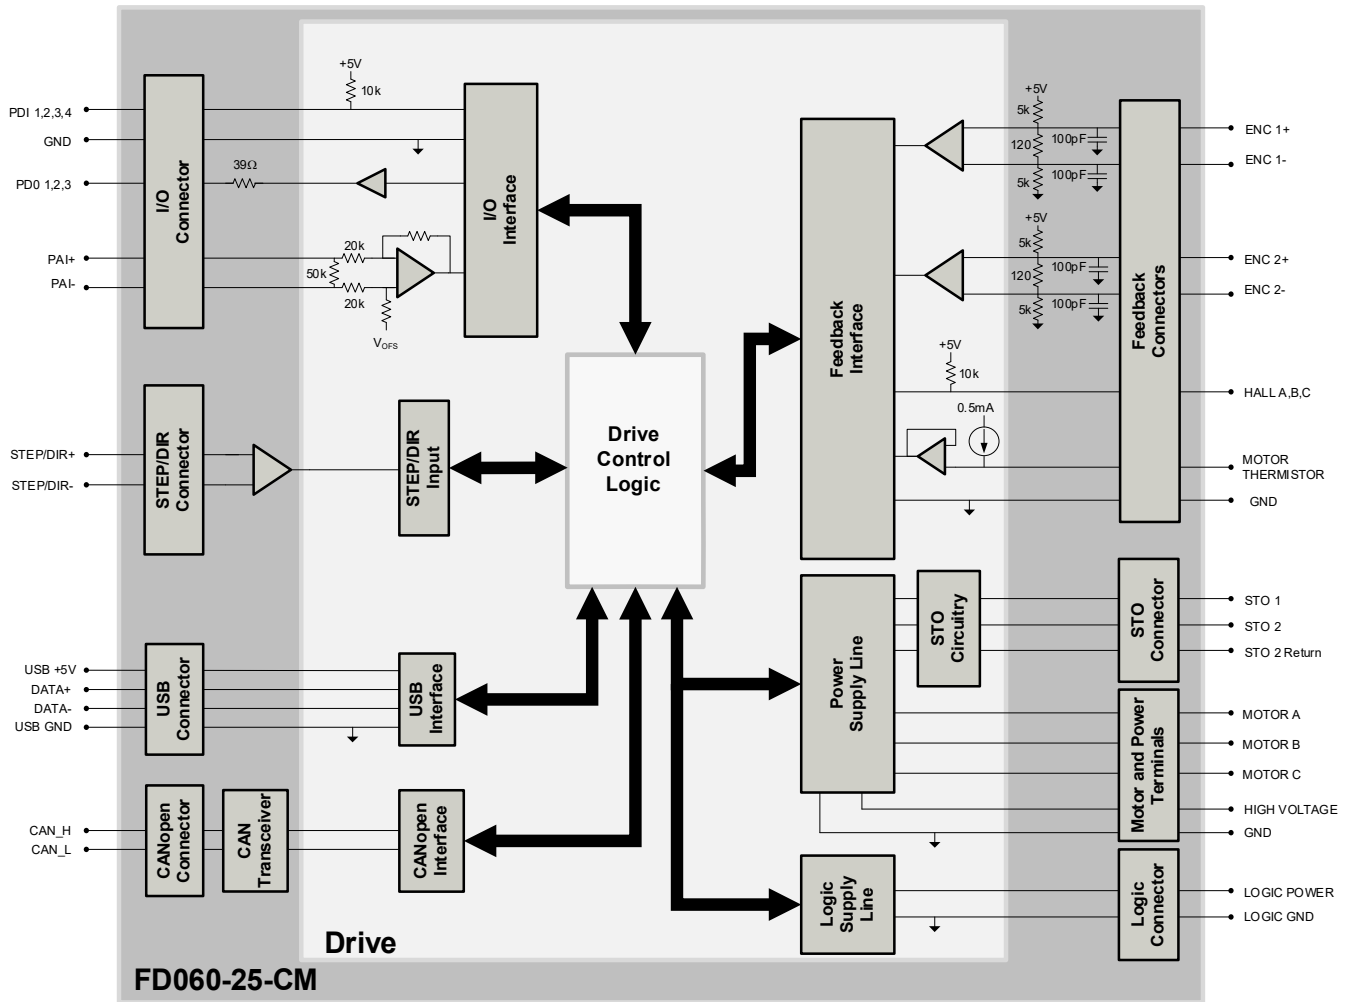 PDI 1,2,3,4
GND
PD0 1,2,3
PAI+
PAI-
I/O
Connector
+5V
10k
39Ω
20k
50k
20k
VOFS
I/O
Interface
STEP/DIR+
STEP/DIR-
STEP/DIR
Connector
STEP/DIR
Input
USB +5V
DATA+
DATA-
USB GND
USB
Connector
USB
Interface
CAN_H
CAN_L
CANopen
Connector
CAN
Transceiver
CANopen
Interface
Drive
Control
Logic
Feedback
Interface
+5V
5k
120
5k
100pF
100pF
+5V
5k
120
5k
100pF
100pF
+5V
10k
0.5mA
Feedback
Connectors
ENC 1+
ENC 1-
ENC 2+
ENC 2-
HALL A,B,C
MOTOR
THERMISTOR
GND
Power
Supply Line
STO
Circuitry
STO
Connector
STO 1
STO 2
STO 2 Return
Motor and Power
Terminals
MOTOR A
MOTOR B
MOTOR C
HIGH VOLTAGE
GND
Logic
Supply
Line
Logic
Connector
LOGIC POWER
LOGIC GND
Drive
FD060-25-CM